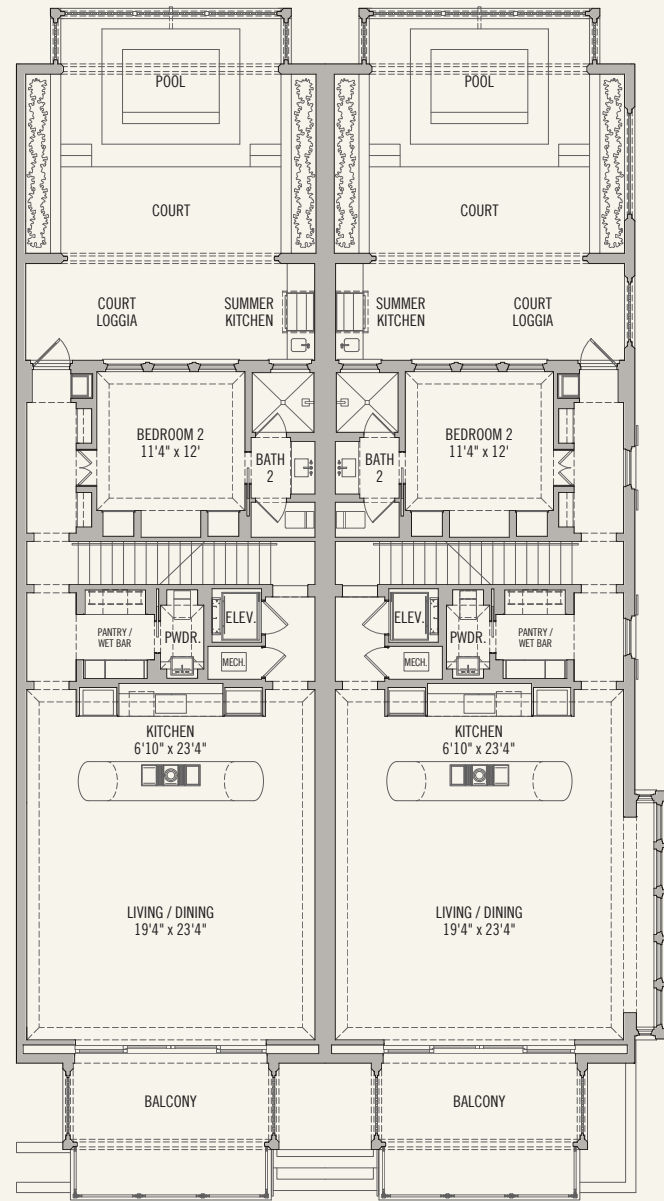 POOL
POOL
COURT
COURT
COURT
LOGGIA
SUMMER
KITCHEN
SUMMER
KITCHEN
COURT
LOGGIA
BEDROOM 2
11'4" x 12'
BATH
2
BATH
2
BEDROOM 2
11'4" x 12'
PANTRY /
WET BAR
PWDR.
ELEV.
MECH.
ELEV.
MECH.
PWDR.
PANTRY /
WET BAR
KITCHEN
6'10" x 23'4"
KITCHEN
6'10" x 23'4"
LIVING / DINING
19'4" x 23'4"
LIVING / DINING
19'4" x 23'4"
BALCONY
BALCONY